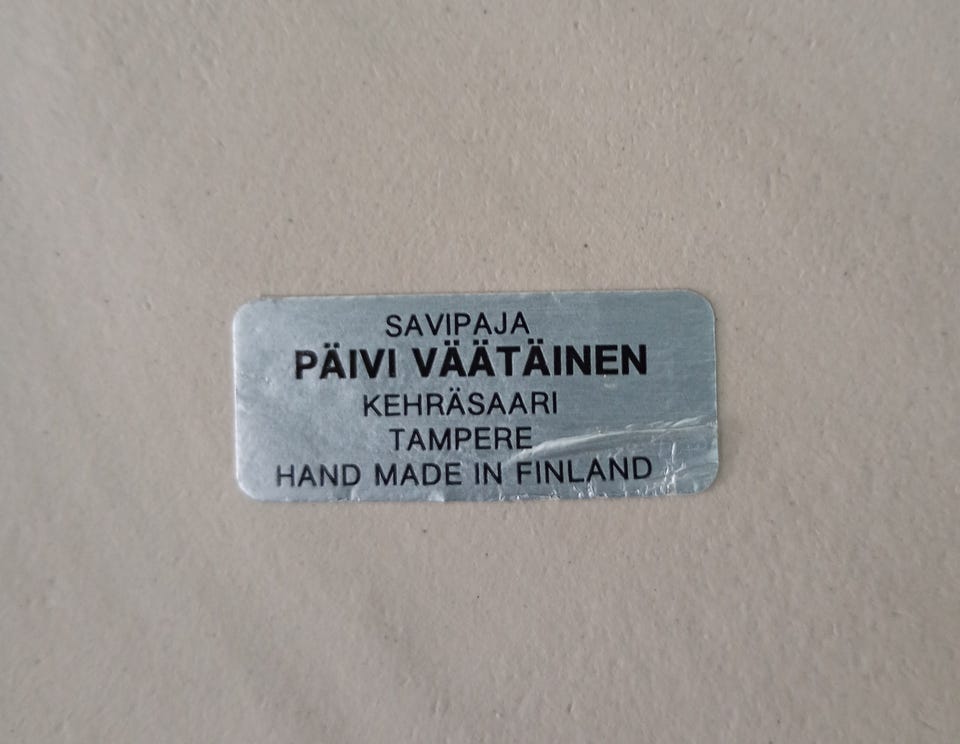 SAVIPAJA
PÄIVI VÄÄTÄINEN
KEHRÄSAARI
TAMPERE
HAND MADE IN FINLAND